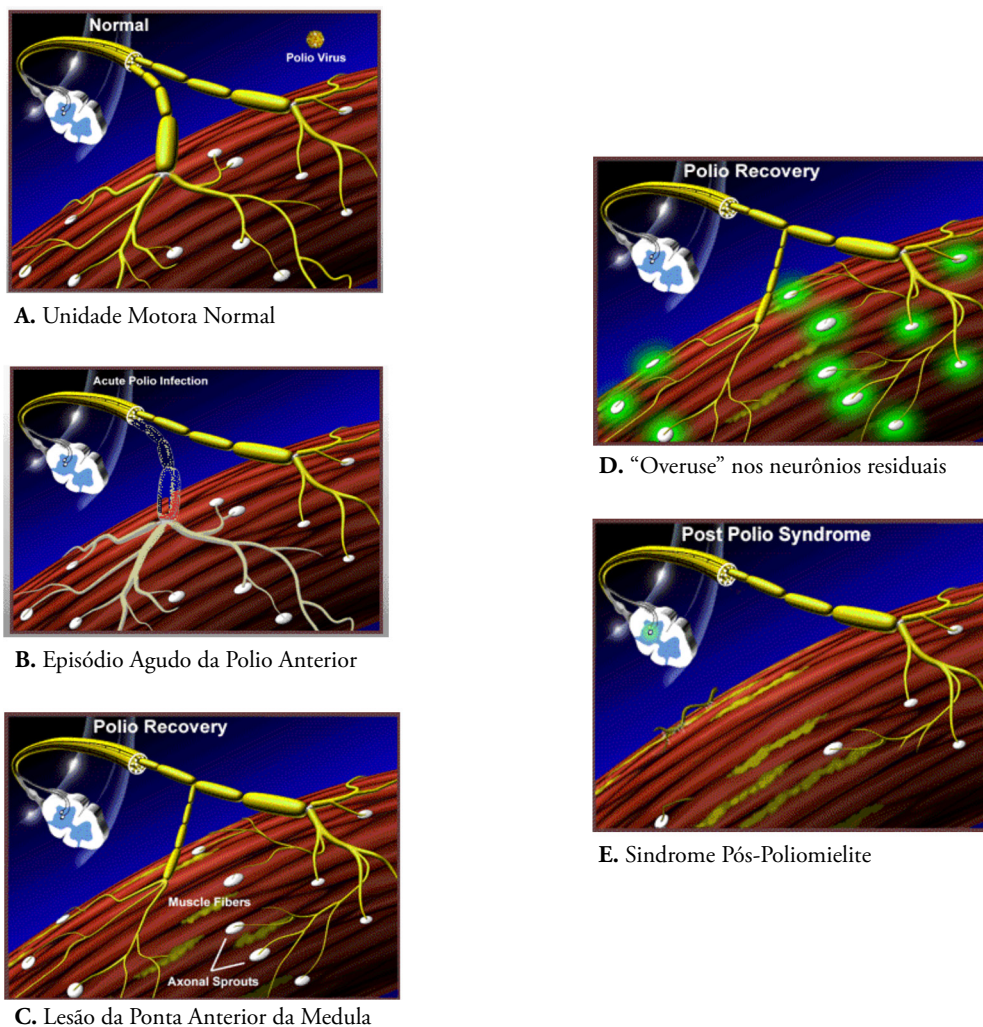 Normal
Polio Virus
A. Unidade Motora Normal
Acute Polio Infection
B. Episódio Agudo da Polio Anterior
Polio Recovery
Muscle Fibers
Axonal Sprouts
C. Lesão da Ponta Anterior da Medula
Polio Recovery
D. “Overuse” nos neurônios residuais
Post Polio Syndrome
E. Sindrome Pós-Poliomielite